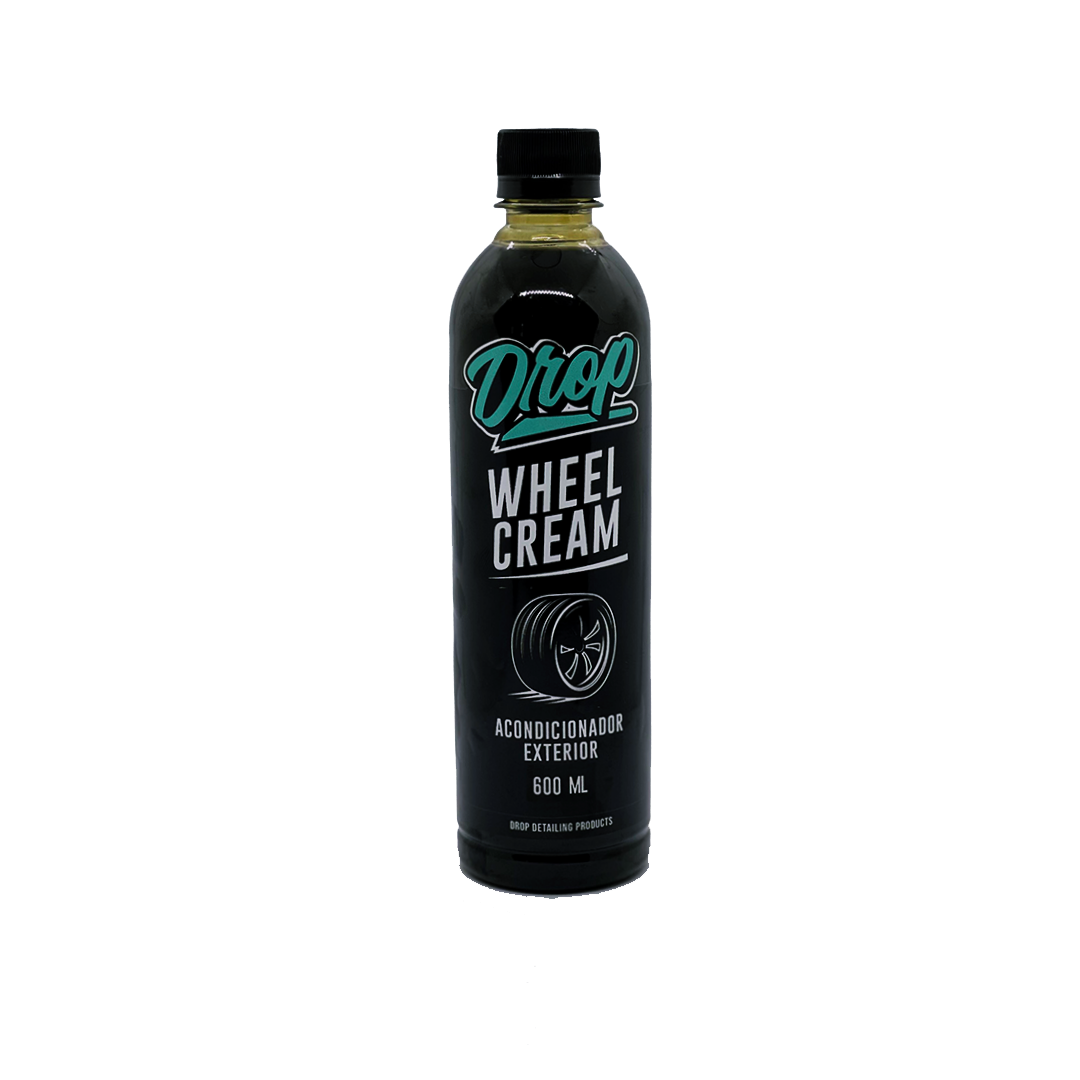 Drop
WHEEL
CREAM
ACONDICIONADOR
EXTERIOR
600 ML
DROP DETAILING PRODUCTS